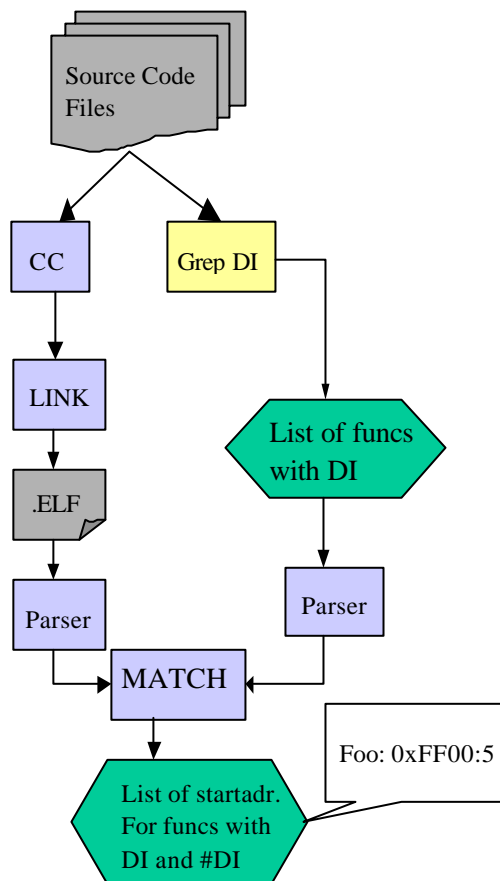 Source Code
Files
CC
Grep DI
LINK
List of funcs
with DI
.ELF
Parser
Parser
MATCH
Foo: 0xFF00:5
List of startadr.
For funcs with
DI and #DI